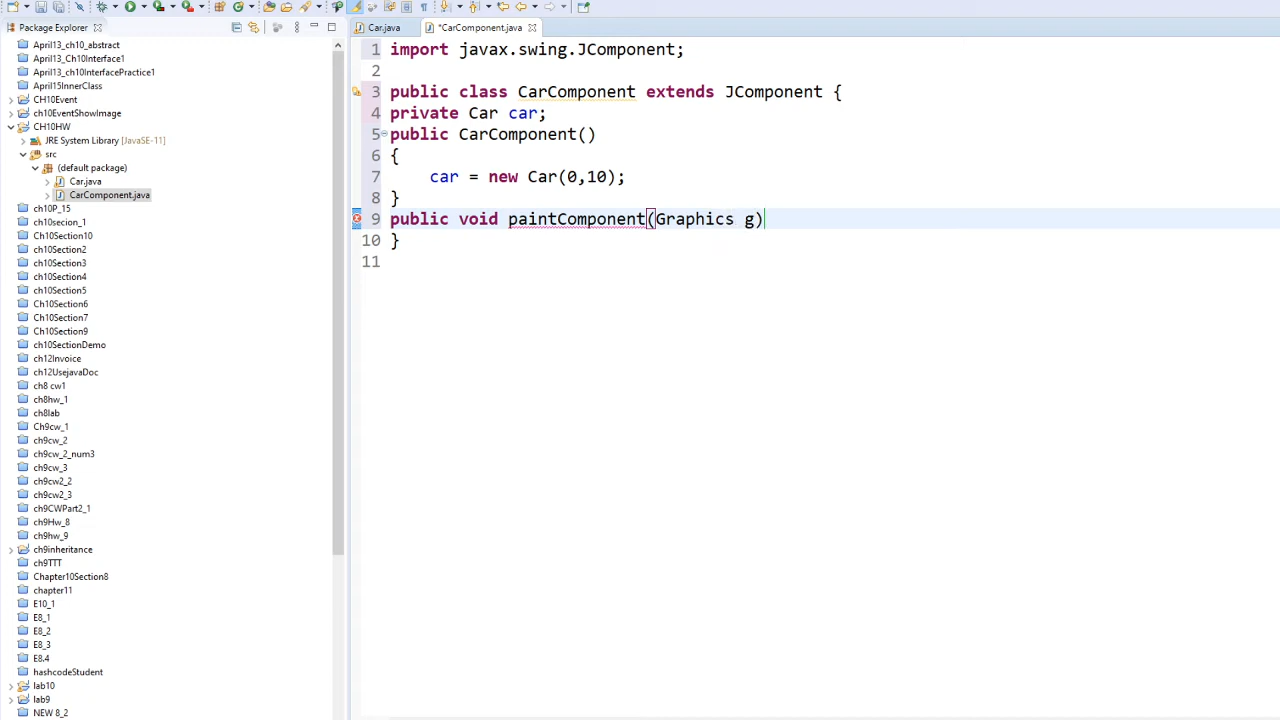 Package Explorer
April13_ch10_abstract
April13_Ch10Interface1
April13_ch10InterfacePractice1
April15InnerClass
CH10Event
ch10EventShowImage
CH10HW
JRE System Library [JavaSE-11]
src
(default package)
Car.java
CarComponent.java
ch10P_15
ch10secion_1
Ch10Section10
ch10Section2
ch10Section3
ch10Section4
ch10Section5
Ch10Section6
Ch10Section7
Ch10Section9
ch10SectionDemo
ch12Invoice
ch12UsejavaDoc
ch8 cw1
ch8hw_1
ch8lab
Ch9cw_1
ch9cw_2
ch9cw_2_num3
ch9cw_3
ch9cw2_2
ch9cw2_3
ch9CWPart2_1
ch9Hw_8
ch9hw_9
ch9inheritance
ch9TTT
Chapter10Section8
chapter11
E10_1
E8_1
E8_2
E8_3
E8.4
hashcodeStudent
lab10
lab9
NEW 8_2
Car.java *CarComponent.java
1 import javax.swing.JComponent;
2
3 public class CarComponent extends JComponent {
4 private Car car;
5 public CarComponent()
6 {
7 car = new Car(0,10);
8 }
9 public void paintComponent(Graphics g)
10 }
11